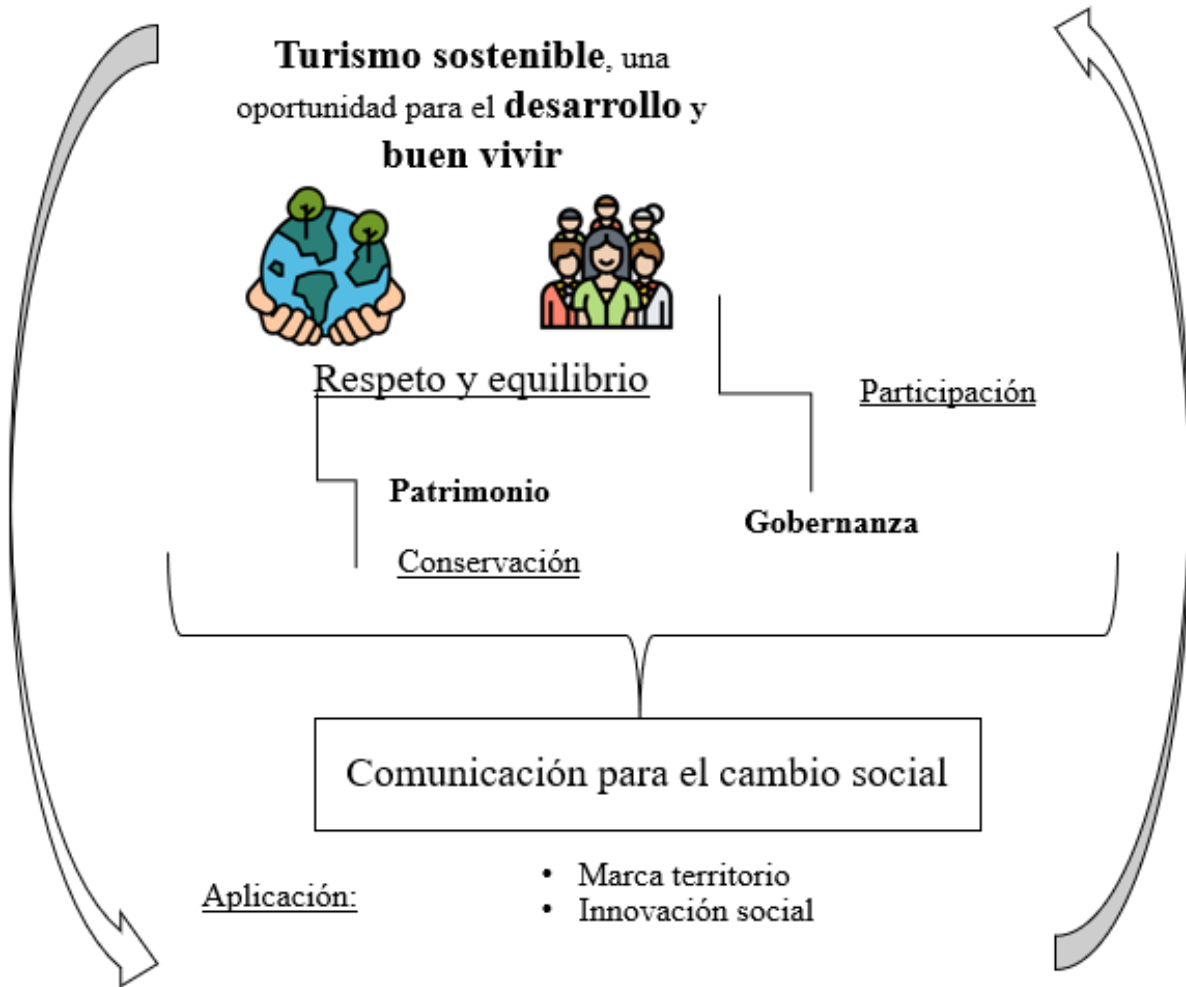 Turismo sostenible, una
oportunidad para el desarrollo y
buen vivir
Respeto y equilibrio
Participación
Patrimonio
Gobernanza
Conservación
Comunicación para el cambio social
Aplicación:
• Marca territorio
• Innovación social